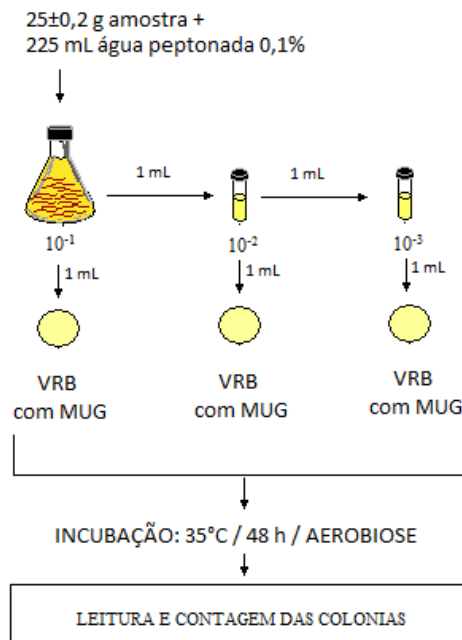 25±0,2 g amostra +
225 mL água peptonada 0,1%
1 mL
1 mL
10⁻¹
10⁻²
10⁻³
1 mL
1 mL
1 mL
VRB
com MUG
VRB
com MUG
VRB
com MUG
INCUBAÇÃO: 35°C / 48 h / AEROBIOSE
LEITURA E CONTAGEM DAS COLONIAS